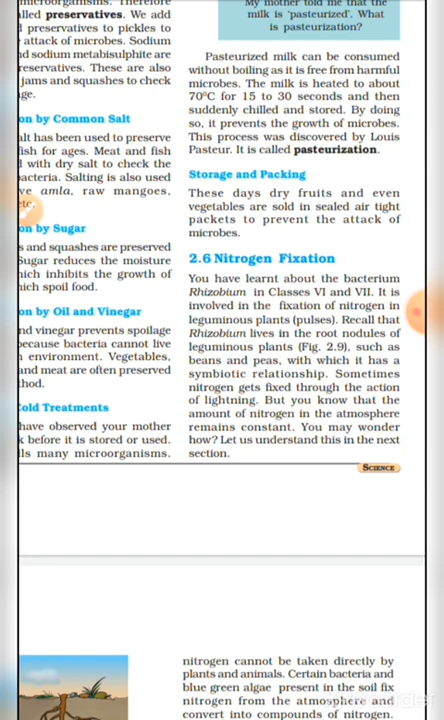 microorganisms. Therefore
called preservatives. We add
preservatives to pickles to
attack of microbes. Sodium
sodium metabisulphite are
preservatives. These are also
jams and squashes to check
on by Common Salt
salt has been used to preserve
fish for ages. Meat and fish
with dry salt to check the
bacteria. Salting is also used
amla, raw mangoes,
etc.
on by Sugar
s and squashes are preserved
Sugar reduces the moisture
which inhibits the growth of
which spoil food.
on by Oil and Vinegar
nd vinegar prevents spoilage
because bacteria cannot live
environment. Vegetables,
and meat are often preserved
thod.
Cold Treatments
have observed your mother
k before it is stored or used.
ls many microorganisms.
My mother told me that the
milk is 'pasteurized'. What
is pasteurization?
Pasteurized milk can be consumed
without boiling as it is free from harmful
microbes. The milk is heated to about
70°C for 15 to 30 seconds and then
suddenly chilled and stored. By doing
so, it prevents the growth of microbes.
This process was discovered by Louis
Pasteur. It is called pasteurization.
Storage and Packing
These days dry fruits and even
vegetables are sold in sealed air tight
packets to prevent the attack of
microbes.
2.6 Nitrogen Fixation
You have learnt about the bacterium
Rhizobium in Classes VI and VII. It is
involved in the fixation of nitrogen in
leguminous plants (pulses). Recall that
Rhizobium lives in the root nodules of
leguminous plants (Fig. 2.9), such as
beans and peas, with which it has a
symbiotic relationship. Sometimes
nitrogen gets fixed through the action
of lightning. But you know that the
amount of nitrogen in the atmosphere
remains constant. You may wonder
how? Let us understand this in the next
section.
SCIENCE
nitrogen cannot be taken directly by
plants and animals. Certain bacteria and
blue green algae present in the soil fix
nitrogen from the atmosphere and
convert into compounds of nitrogen.